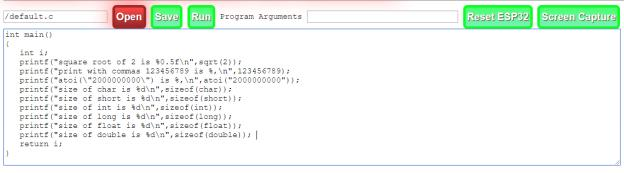 /default.c Open Save Run Program Arguments Reset ESP32 Screen Capture
int main()
{
   int i;
   printf("square root of 2 is %0.5f\n",sqrt(2));
   printf("print with commas 123456789 is %,\n",123456789);
   printf("atoi(\"2000000000\") is %,\n",atoi("2000000000"));
   printf("size of char is %d\n",sizeof(char));
   printf("size of short is %d\n",sizeof(short));
   printf("size of int is %d\n",sizeof(int));
   printf("size of long is %d\n",sizeof(long));
   printf("size of float is %d\n",sizeof(float));
   printf("size of double is %d\n",sizeof(double));
   return i;
}